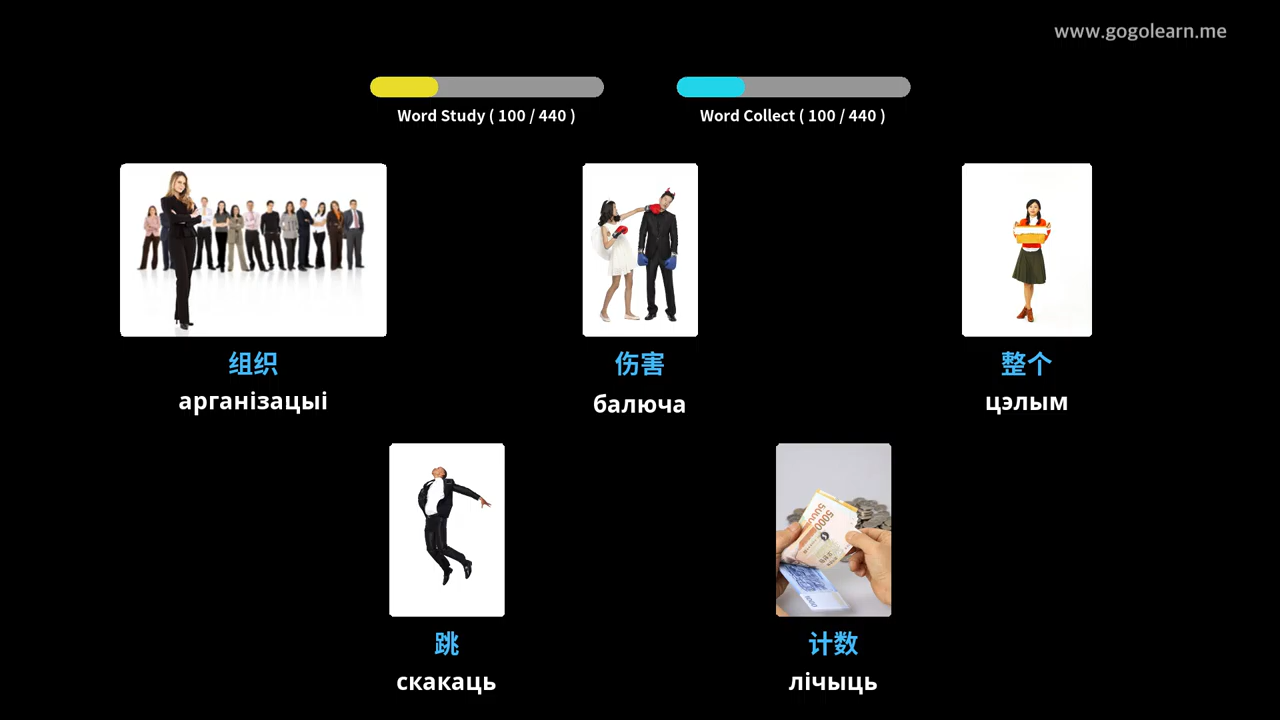 www.gogolearn.me
Word Study ( 100 / 440 )
Word Collect ( 100 / 440 )
组织
арганізацыі
伤害
балюча
整个
цэлым
跳
скакаць
计数
лічыць